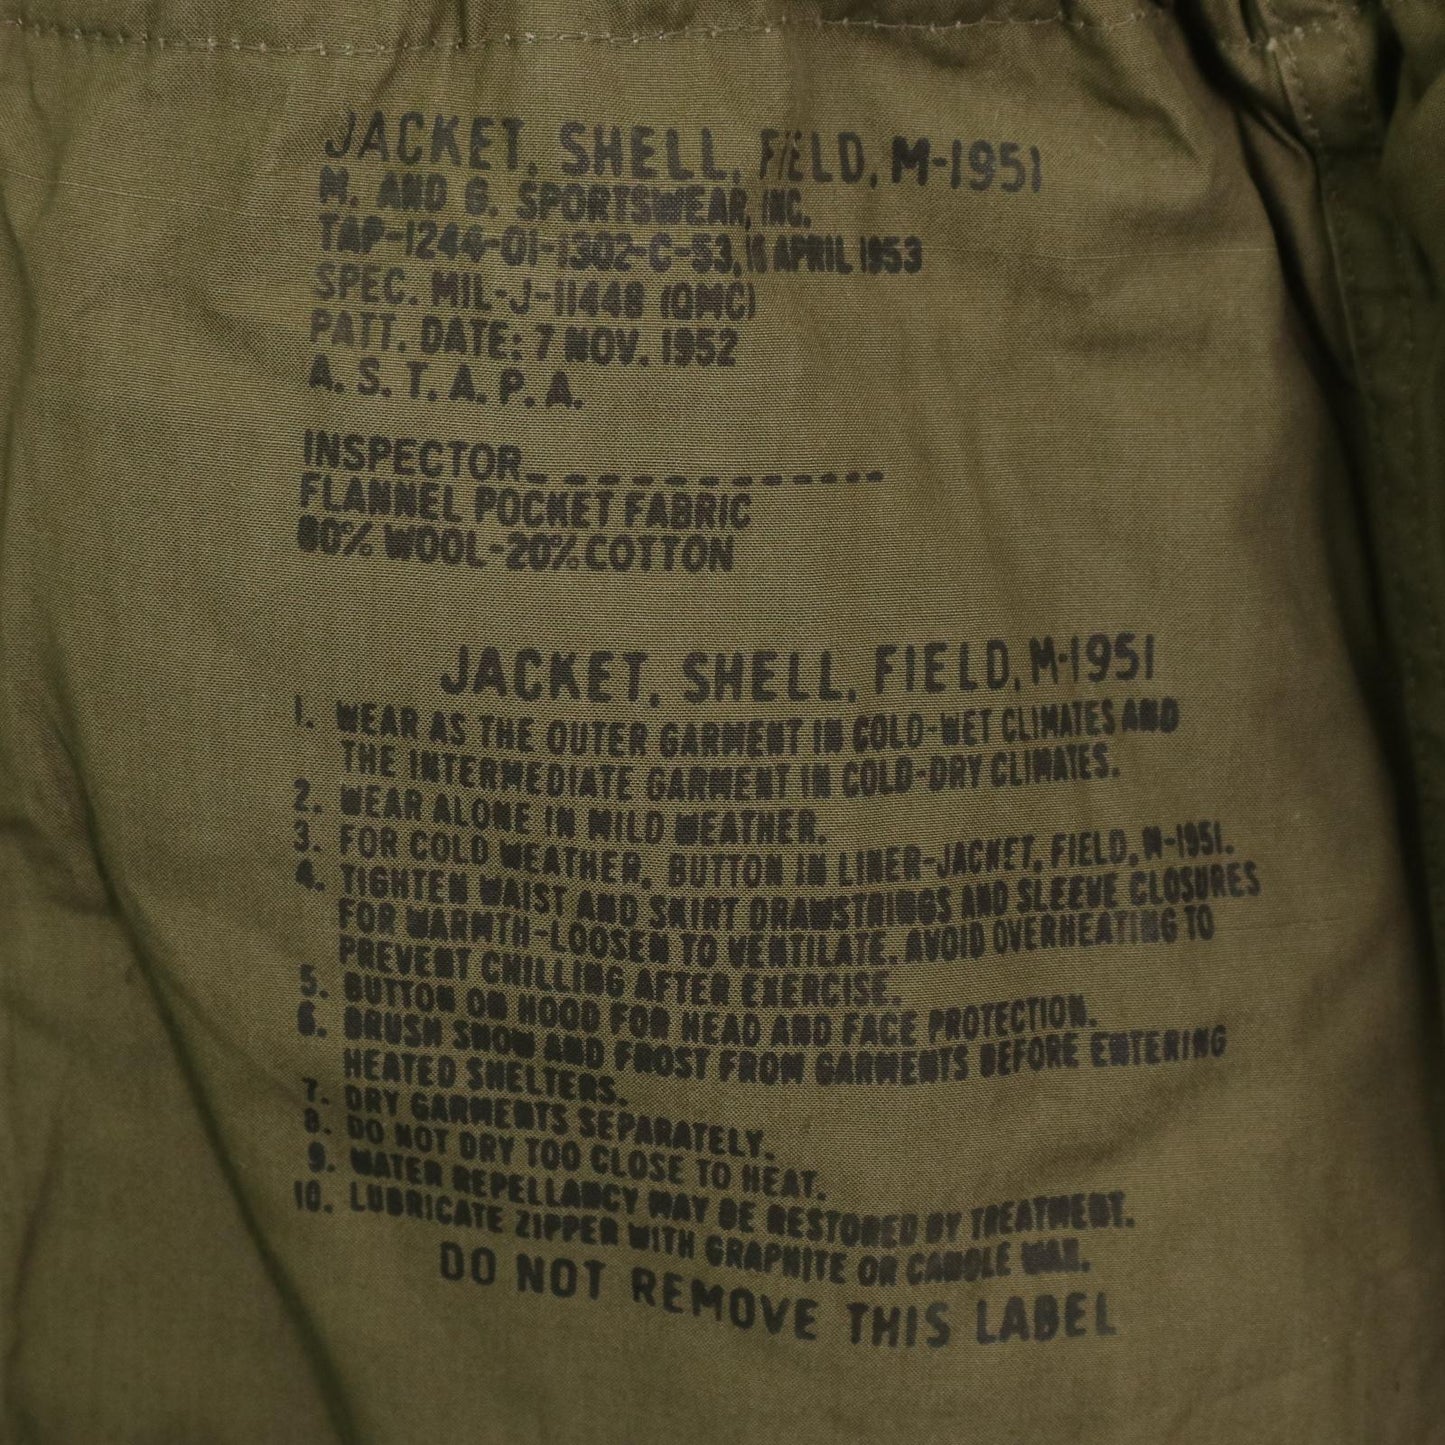 JACKET, SHELL, FIELD, M-1951
M. AND G. SPORTSWEAR, INC.
TAP-1244-01-1302-C-53, 16 APRIL 1953
SPEC. MIL-J-11448 (QMC)
PATT. DATE: 7 NOV. 1952
A. S. T. A. P. A.
INSPECTOR_ _ _ _ _ _ _ _ _ _ _ _ _
FLANNEL POCKET FABRIC
80% WOOL-20% COTTON
JACKET, SHELL, FIELD, M-1951
1. WEAR AS THE OUTER GARMENT IN COLD-WET CLIMATES AND
THE INTERMEDIATE GARMENT IN COLD-DRY CLIMATES.
2. WEAR ALONE IN MILD WEATHER.
3. FOR COLD WEATHER, BUTTON IN LINER-JACKET, FIELD, M-1951.
4. TIGHTEN WAIST AND SKIRT DRAWSTRINGS AND SLEEVE CLOSURES
FOR WARMTH-LOOSEN TO VENTILATE. AVOID OVERHEATING TO
PREVENT CHILLING AFTER EXERCISE.
5. BUTTON ON HOOD FOR HEAD AND FACE PROTECTION.
6. BRUSH SNOW AND FROST FROM GARMENTS BEFORE ENTERING
HEATED SHELTERS.
7. DRY GARMENTS SEPARATELY.
8. DO NOT DRY TOO CLOSE TO HEAT.
9. WATER REPELLANCY MAY BE RESTORED BY TREATMENT.
10. LUBRICATE ZIPPER WITH GRAPHITE OR CANDLE WAX.
DO NOT REMOVE THIS LABEL